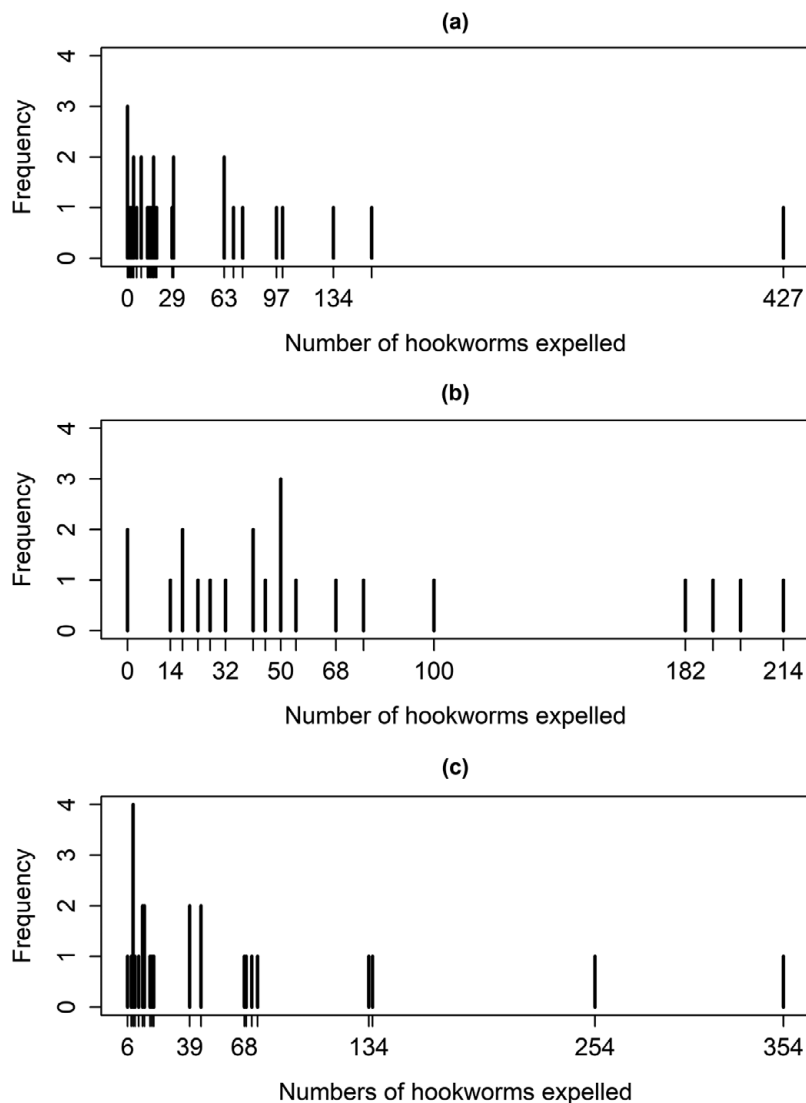 (a)
Frequency
4
3
2
1
0
0 29 63 97 134 427
Number of hookworms expelled
(b)
Frequency
4
3
2
1
0
0 14 32 50 68 100 182 214
Number of hookworms expelled
(c)
Frequency
4
3
2
1
0
6 39 68 134 254 354
Numbers of hookworms expelled